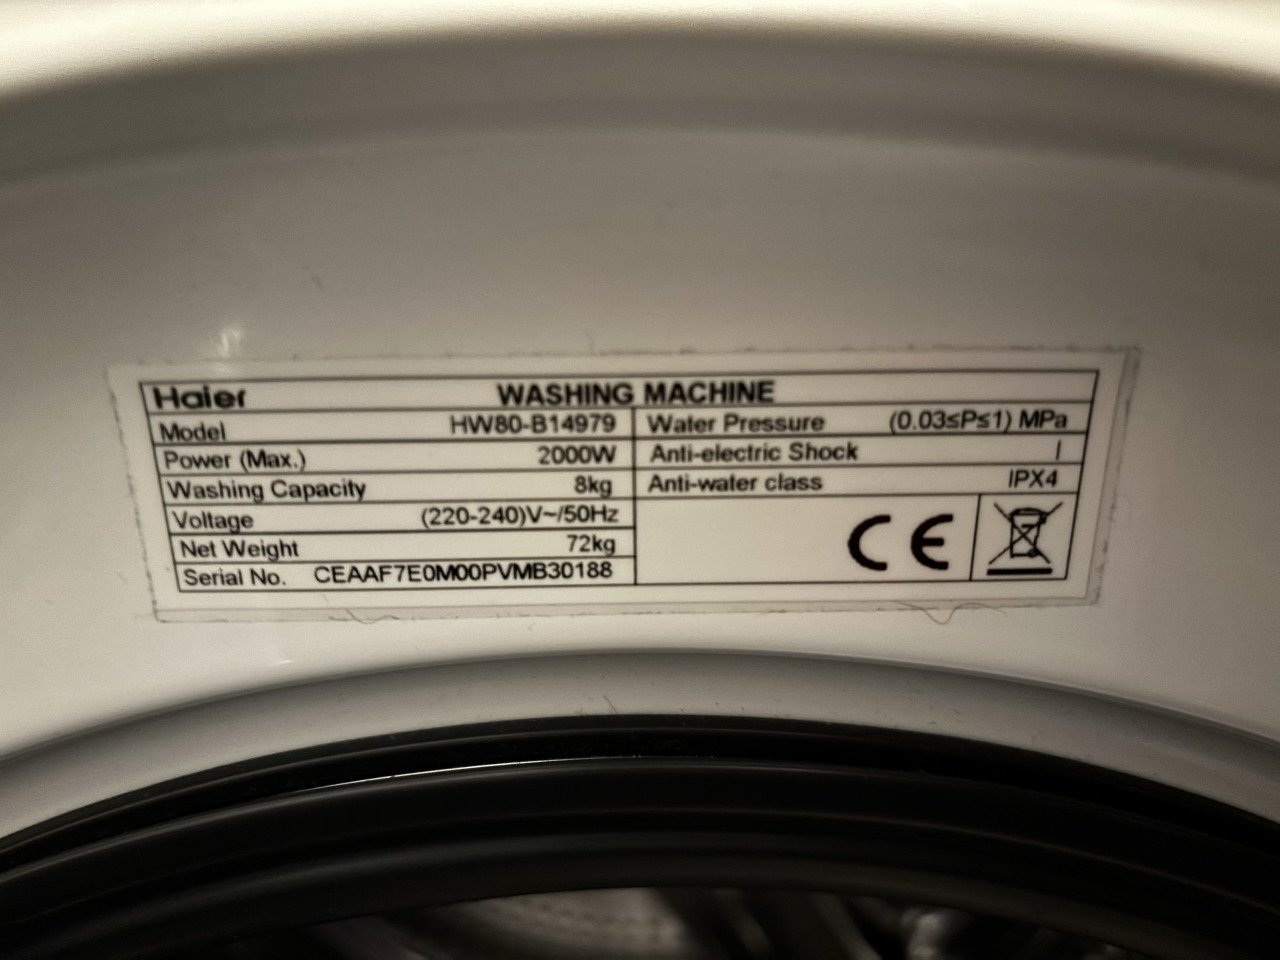 Haier WASHING MACHINE
Model HW80-B14979 Water Pressure (0.03≤P≤1) MPa
Power (Max.) 2000W Anti-electric Shock I
Washing Capacity 8kg Anti-water class IPX4
Voltage (220-240)V~/50Hz
Net Weight 72kg
Serial No. CEAAF7E0M00PVMB30188
CE